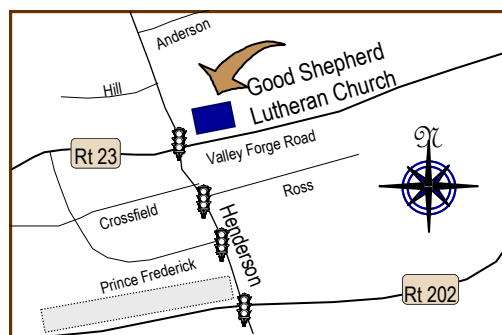 Anderson
Good Shepherd
Lutheran Church
Hill
Rt 23
Valley Forge Road
N
Ross
Crossfield
Henderson
Prince Frederick
Rt 202